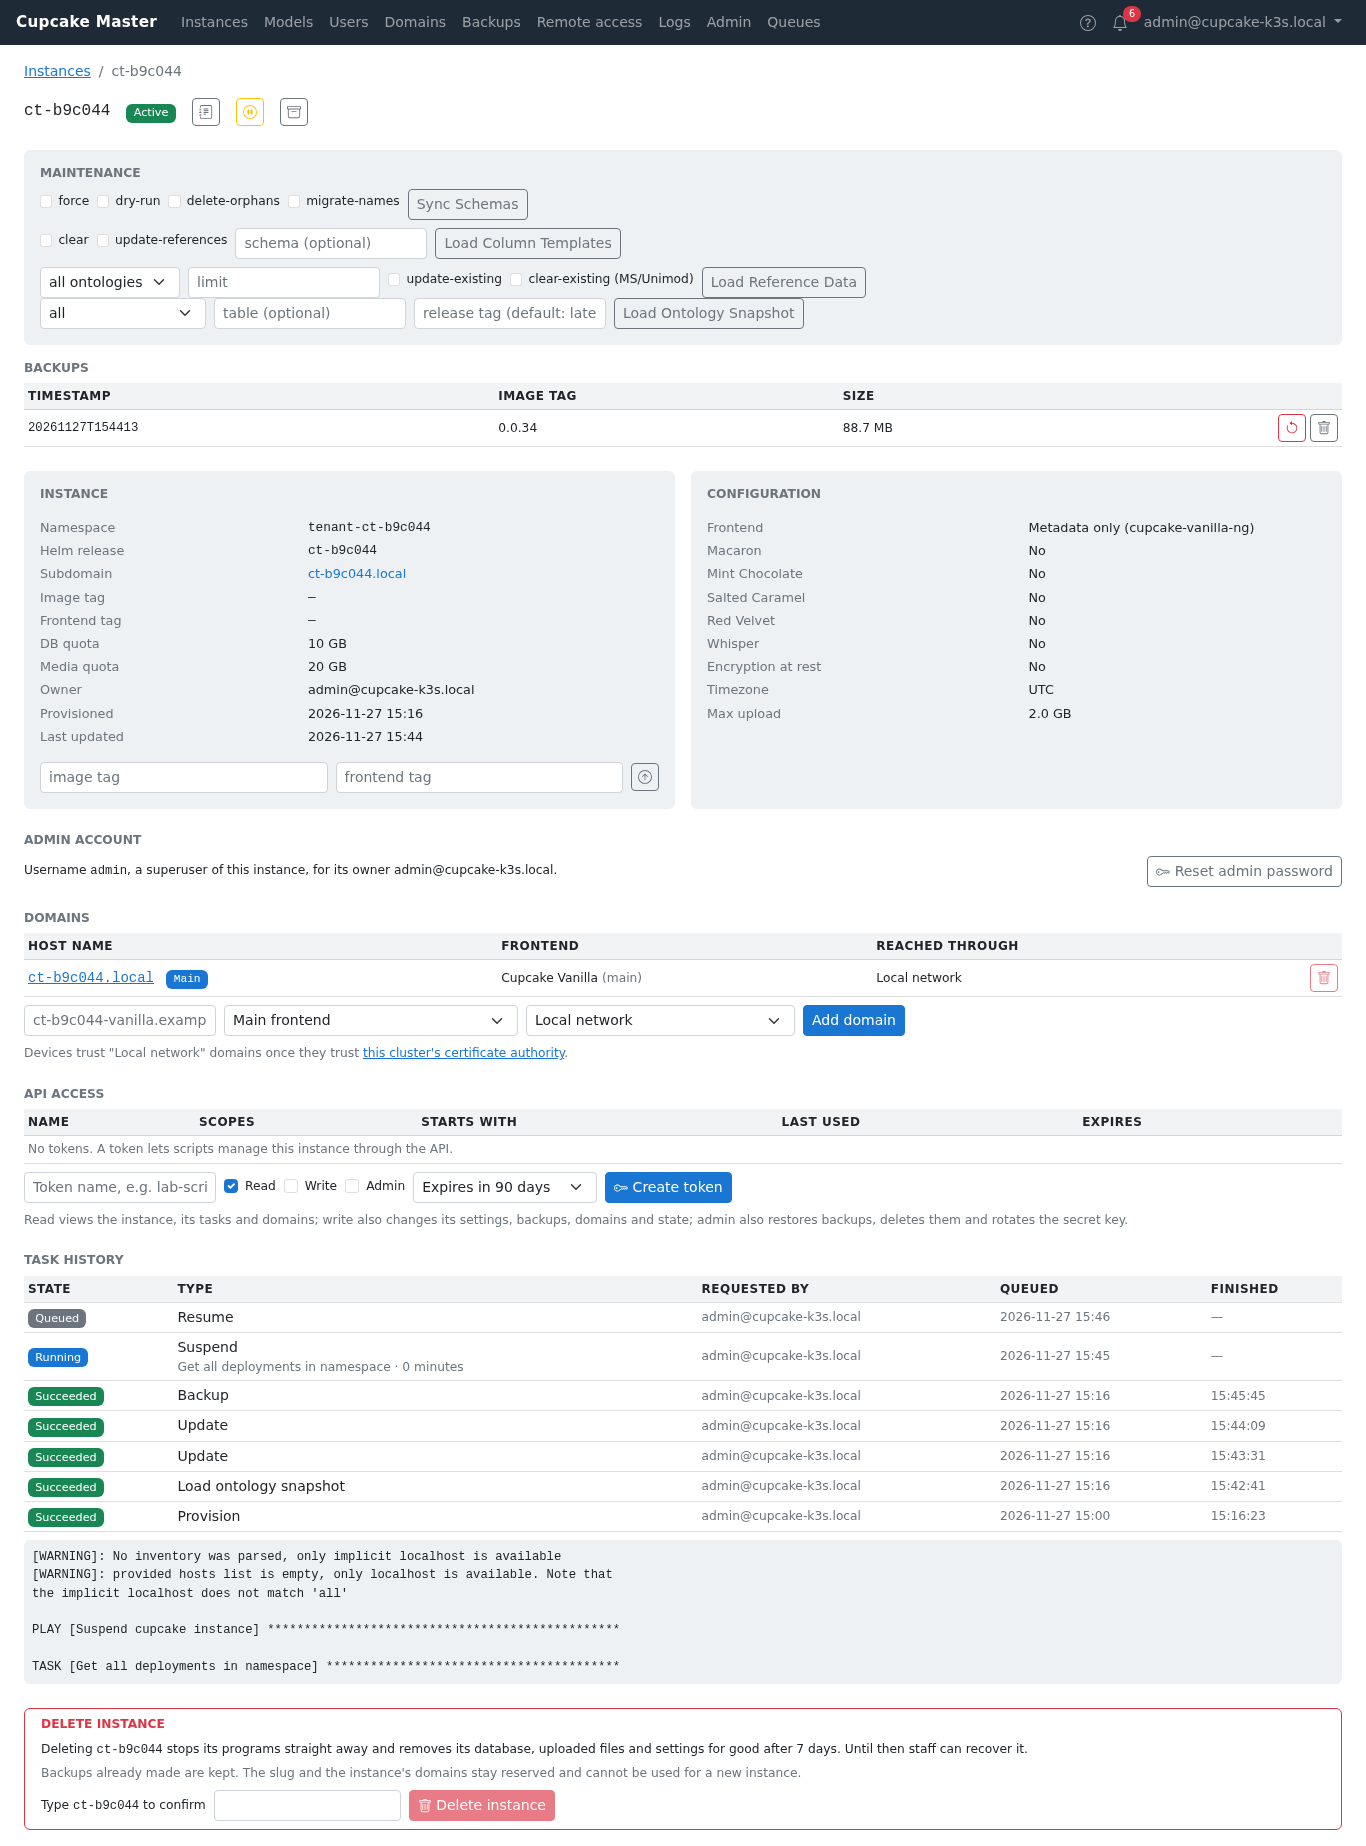 Cupcake Master Instances Models Users Domains Backups Remote access Logs Admin Queues 6 admin@cupcake-k3s.local
Instances / ct-b9c044
ct-b9c044 Active
MAINTENANCE
force dry-run delete-orphans migrate-names Sync Schemas
clear update-references schema (optional) Load Column Templates
all ontologies limit update-existing clear-existing (MS/Unimod) Load Reference Data
all table (optional) release tag (default: late Load Ontology Snapshot
BACKUPS
TIMESTAMP IMAGE TAG SIZE
20261127T154413 0.0.34 88.7 MB
INSTANCE
Namespace tenant-ct-b9c044
Helm release ct-b9c044
Subdomain ct-b9c044.local
Image tag —
Frontend tag —
DB quota 10 GB
Media quota 20 GB
Owner admin@cupcake-k3s.local
Provisioned 2026-11-27 15:16
Last updated 2026-11-27 15:44
image tag frontend tag
CONFIGURATION
Frontend Metadata only (cupcake-vanilla-ng)
Macaron No
Mint Chocolate No
Salted Caramel No
Red Velvet No
Whisper No
Encryption at rest No
Timezone UTC
Max upload 2.0 GB
ADMIN ACCOUNT
Username admin, a superuser of this instance, for its owner admin@cupcake-k3s.local. Reset admin password
DOMAINS
HOST NAME FRONTEND REACHED THROUGH
ct-b9c044.local Main Cupcake Vanilla (main) Local network
ct-b9c044-vanilla.examp Main frontend Local network Add domain
Devices trust "Local network" domains once they trust this cluster's certificate authority.
API ACCESS
NAME SCOPES STARTS WITH LAST USED EXPIRES
No tokens. A token lets scripts manage this instance through the API.
Token name, e.g. lab-scri Read Write Admin Expires in 90 days Create token
Read views the instance, its tasks and domains; write also changes its settings, backups, domains and state; admin also restores backups, deletes them and rotates the secret key.
TASK HISTORY
STATE TYPE REQUESTED BY QUEUED FINISHED
Queued Resume admin@cupcake-k3s.local 2026-11-27 15:46 —
Running Suspend admin@cupcake-k3s.local 2026-11-27 15:45 —
Get all deployments in namespace · 0 minutes
Succeeded Backup admin@cupcake-k3s.local 2026-11-27 15:16 15:45:45
Succeeded Update admin@cupcake-k3s.local 2026-11-27 15:16 15:44:09
Succeeded Update admin@cupcake-k3s.local 2026-11-27 15:16 15:43:31
Succeeded Load ontology snapshot admin@cupcake-k3s.local 2026-11-27 15:16 15:42:41
Succeeded Provision admin@cupcake-k3s.local 2026-11-27 15:00 15:16:23
[WARNING]: No inventory was parsed, only implicit localhost is available
[WARNING]: provided hosts list is empty, only localhost is available. Note that
the implicit localhost does not match 'all'
PLAY [Suspend cupcake instance] ************************************************
TASK [Get all deployments in namespace] ****************************************
DELETE INSTANCE
Deleting ct-b9c044 stops its programs straight away and removes its database, uploaded files and settings for good after 7 days. Until then staff can recover it.
Backups already made are kept. The slug and the instance's domains stay reserved and cannot be used for a new instance.
Type ct-b9c044 to confirm Delete instance